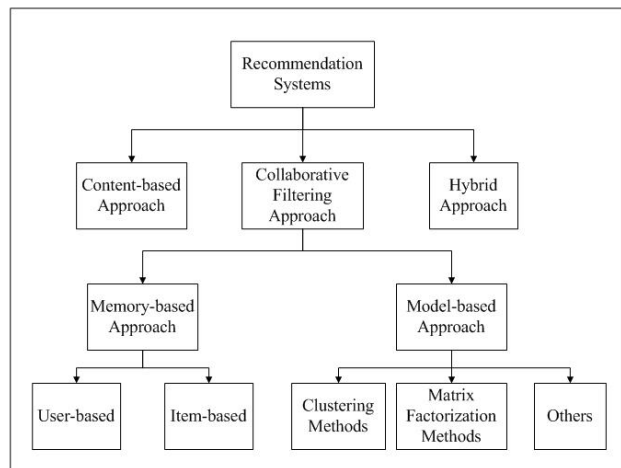 Recommendation
Systems
Content-based
Approach
Collaborative
Filtering
Approach
Hybrid
Approach
Memory-based
Approach
Model-based
Approach
User-based
Item-based
Clustering
Methods
Matrix
Factorization
Methods
Others